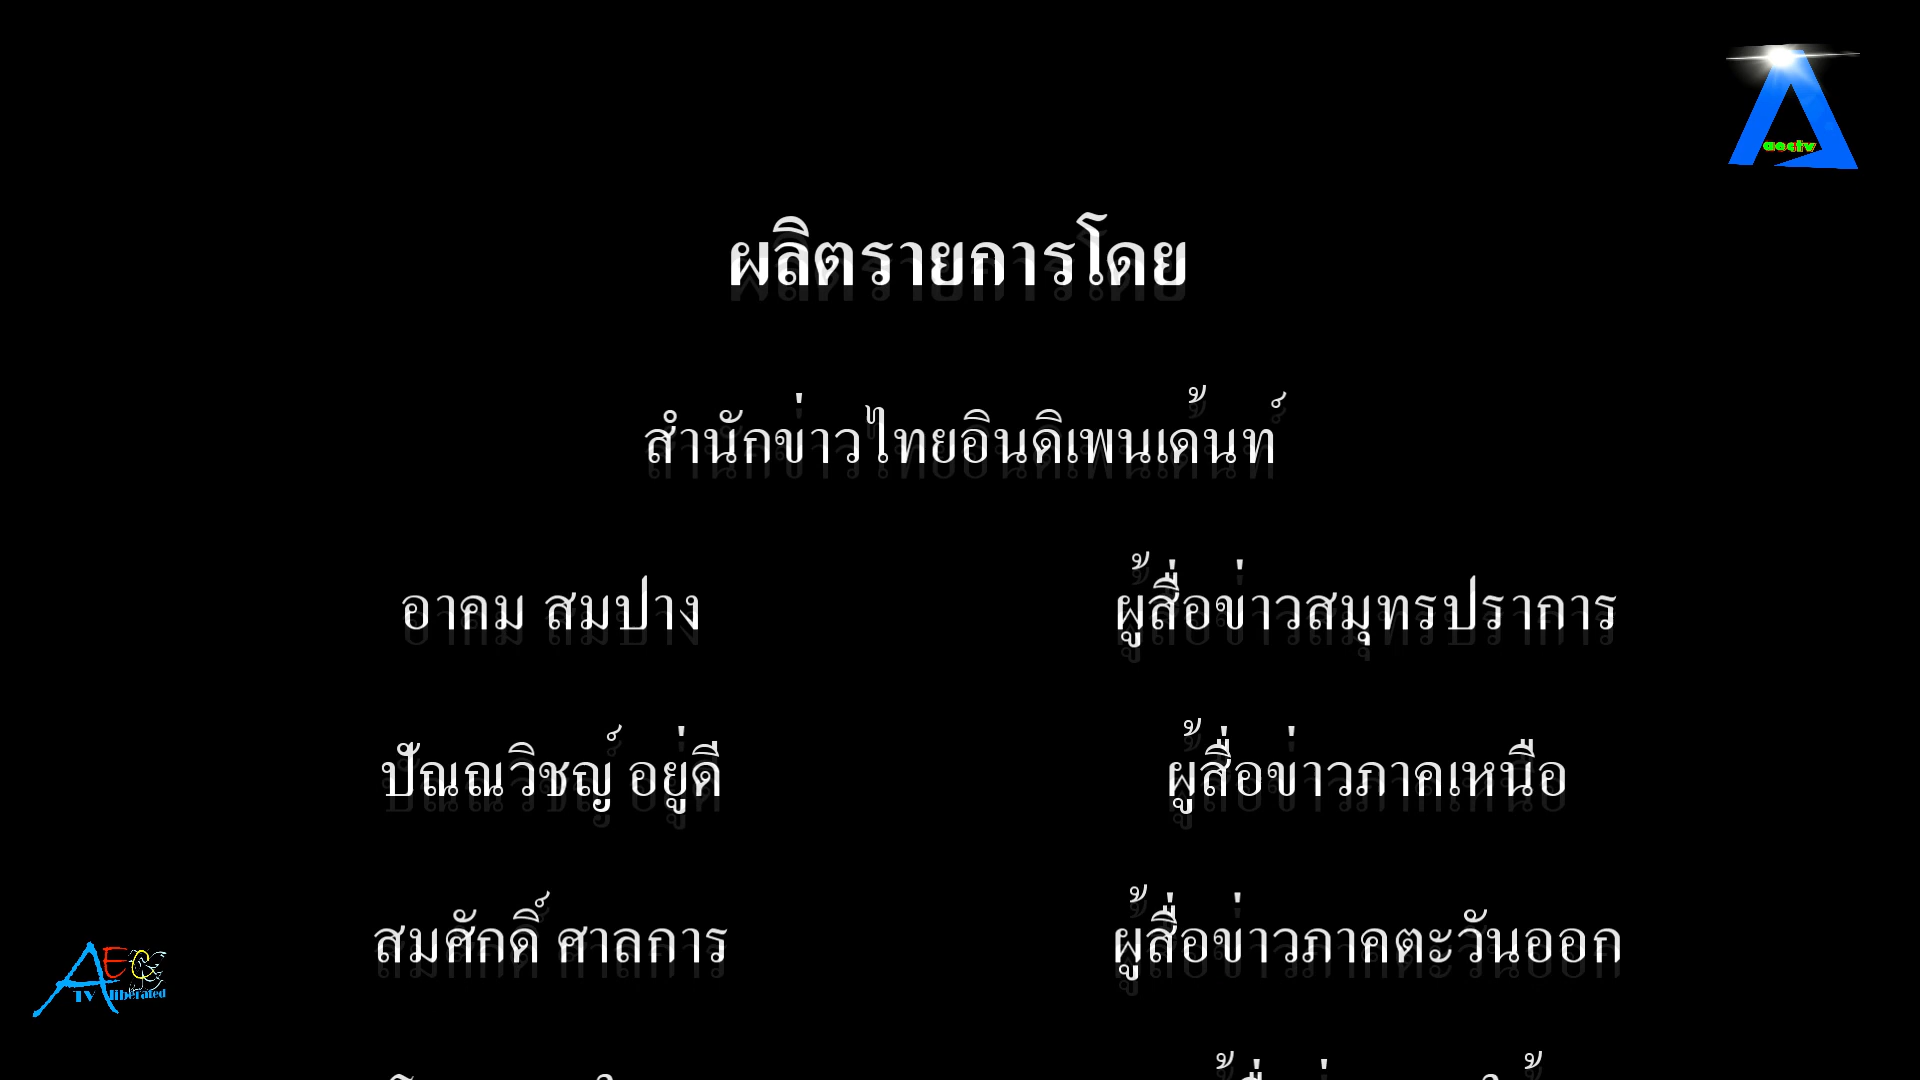 aectv
ผลิตรายการโดย
สำนักข่าวไทยอินดิเพนเด้นท์
อาคม สมปาง ผู้สื่อข่าวสมุทรปราการ
ปัณณวิชญ์ อยู่ดี ผู้สื่อข่าวภาคเหนือ
สมศักดิ์ ศาลการ ผู้สื่อข่าวภาคตะวันออก
AEC
TV liberated